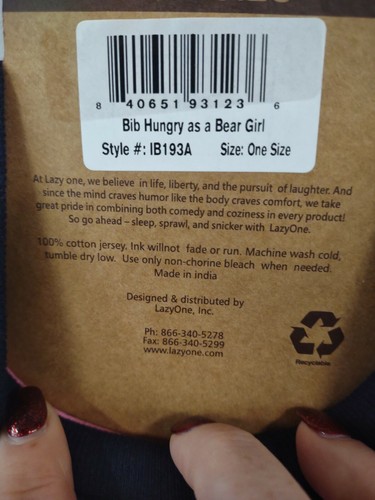 8 40651 93123 6
Bib Hungry as a Bear Girl
Style #: IB193A Size: One Size
At Lazy one, we believe in life, liberty, and the pursuit of laughter. And
since the mind craves humor like the body craves comfort, we take
great pride in combining both comedy and coziness in every product!
So go ahead – sleep, sprawl, and snicker with LazyOne.
100% cotton jersey. Ink willnot fade or run. Machine wash cold,
tumble dry low. Use only non-chorine bleach when needed.
Made in india
Designed & distributed by
LazyOne, Inc.
Ph: 866-340-5278
Fax: 866-340-5299
www.lazyone.com
Recyclable